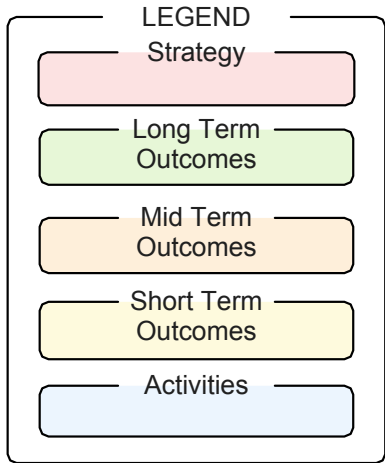 LEGEND
Strategy
Long Term
Outcomes
Mid Term
Outcomes
Short Term
Outcomes
Activities